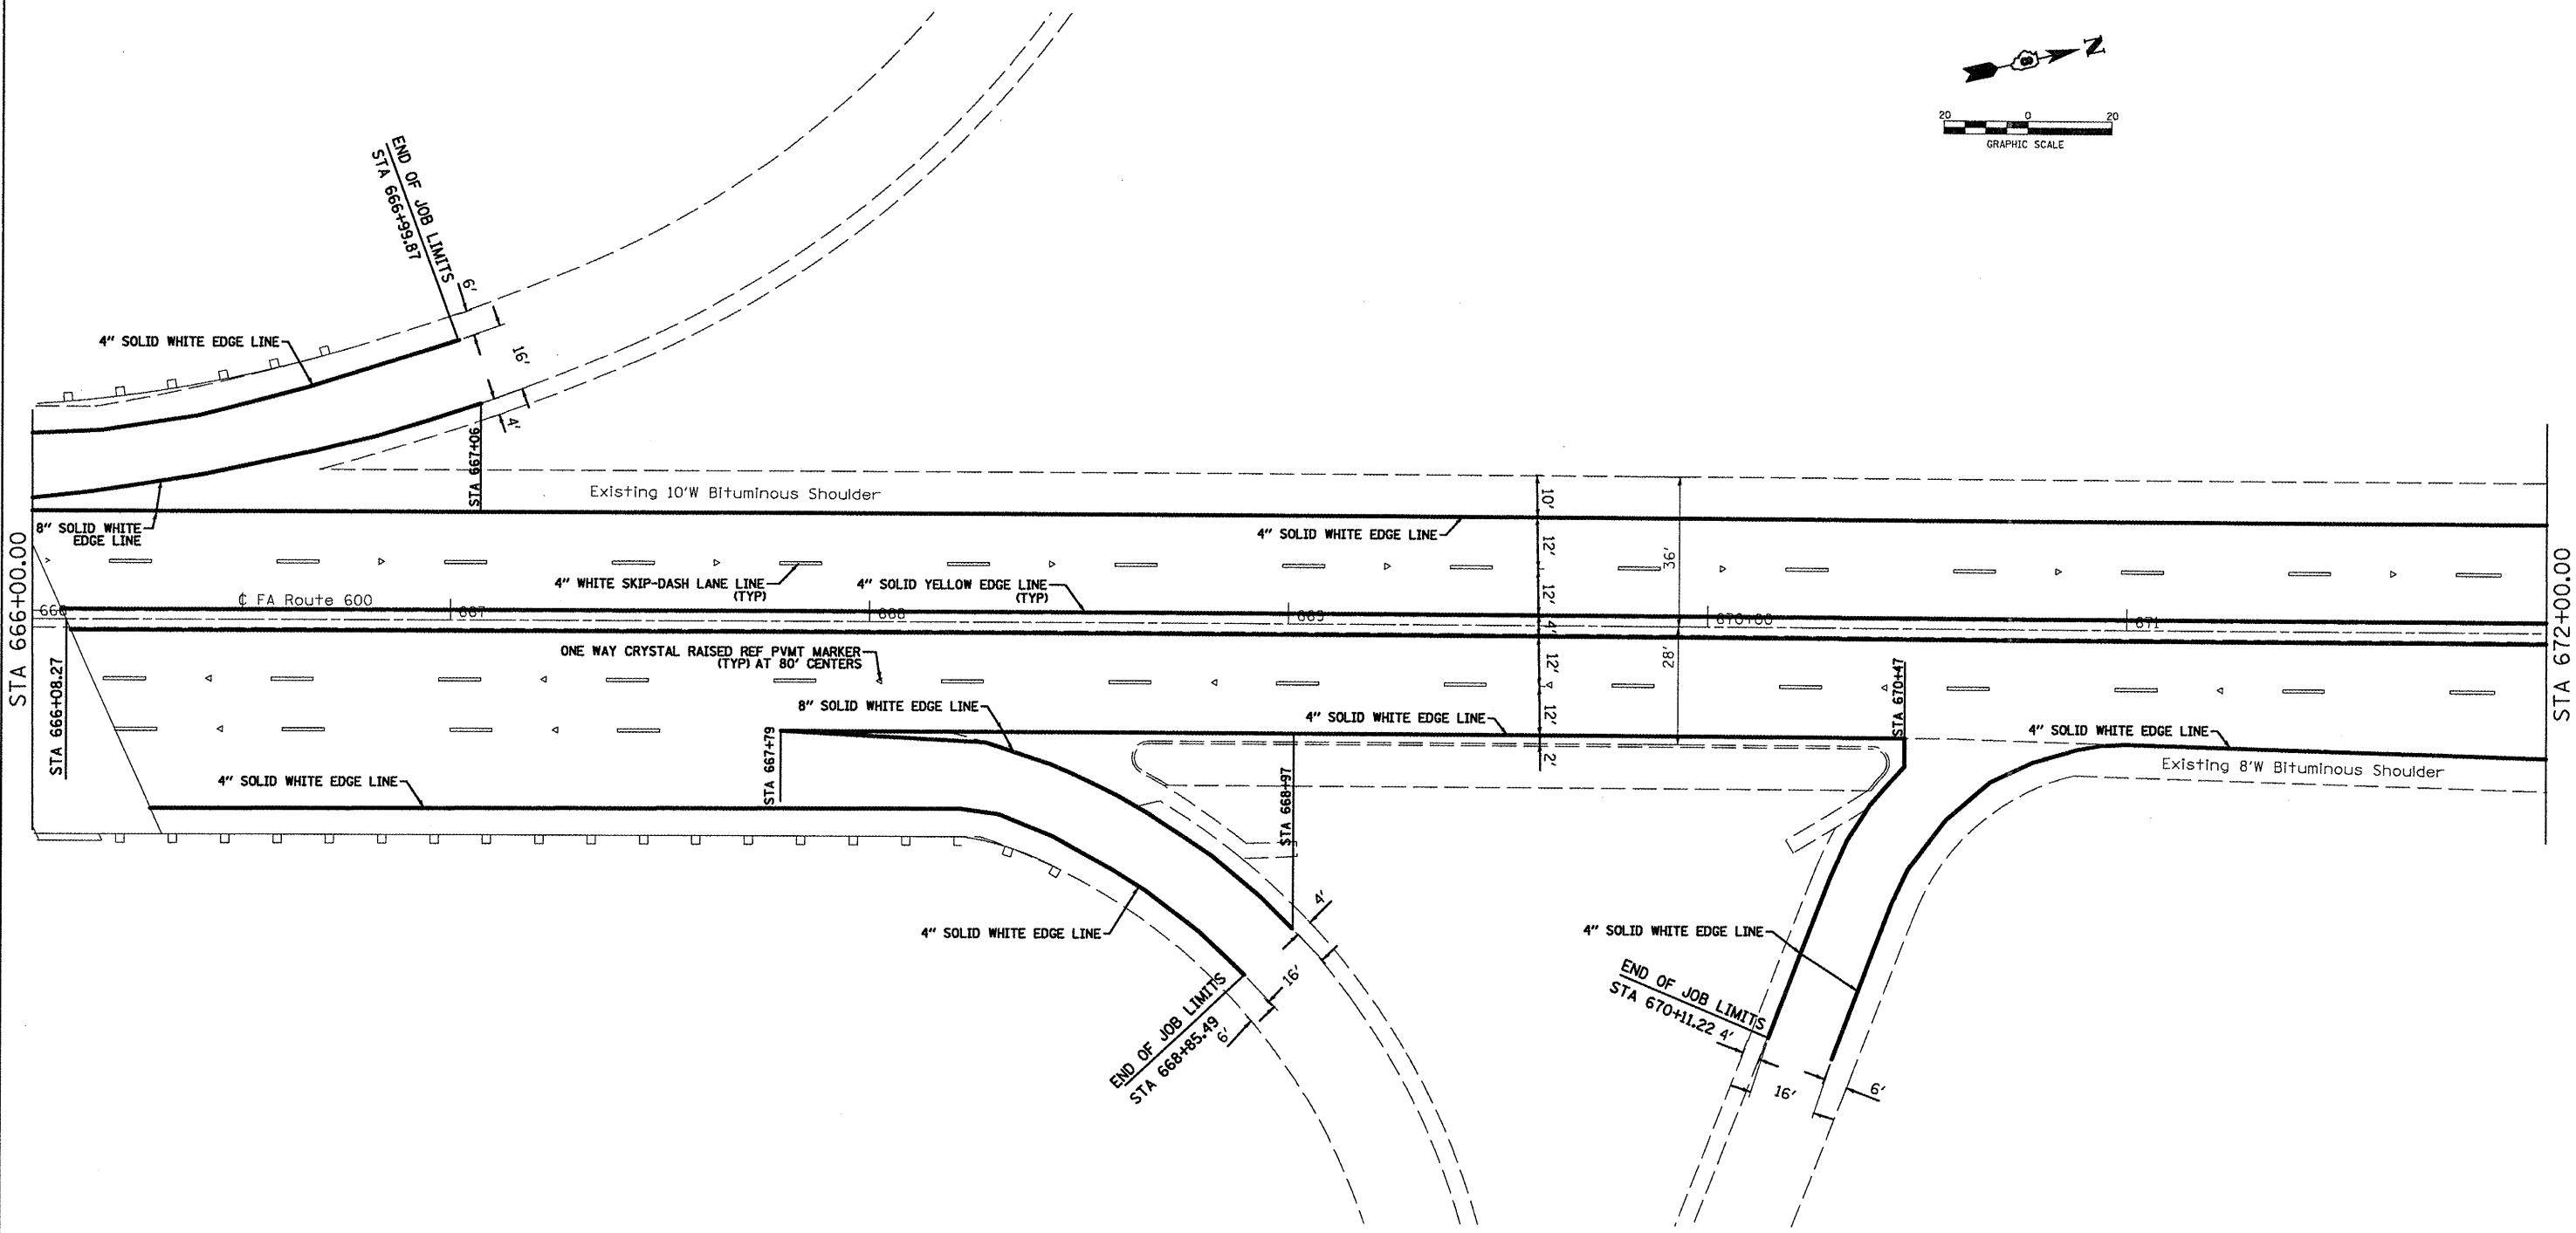 N
20 0 20
GRAPHIC SCALE
END OF JOB LIMITS
STA 666+99.87
6'
16'
4'
4" SOLID WHITE EDGE LINE
STA 667+06
Existing 10'W Bituminous Shoulder
8" SOLID WHITE
EDGE LINE
4" SOLID WHITE EDGE LINE
10'
12'
36'
STA 666+00.00
STA 672+00.00
4" WHITE SKIP-DASH LANE LINE
(TYP)
4" SOLID YELLOW EDGE LINE
(TYP)
12'
℄ FA Route 600
666 667 668 669 670+00 671
4'
ONE WAY CRYSTAL RAISED REF PVMT MARKER
(TYP) AT 80' CENTERS
12'
28'
STA 666+08.27
STA 670+47
8" SOLID WHITE EDGE LINE
4" SOLID WHITE EDGE LINE
12'
4" SOLID WHITE EDGE LINE
2'
STA 667+79
STA 668+97
4" SOLID WHITE EDGE LINE
Existing 8'W Bituminous Shoulder
4'
4" SOLID WHITE EDGE LINE
4" SOLID WHITE EDGE LINE
16'
END OF JOB LIMITS
STA 668+85.49
6'
END OF JOB LIMITS
STA 670+11.22
4'
16'
6'